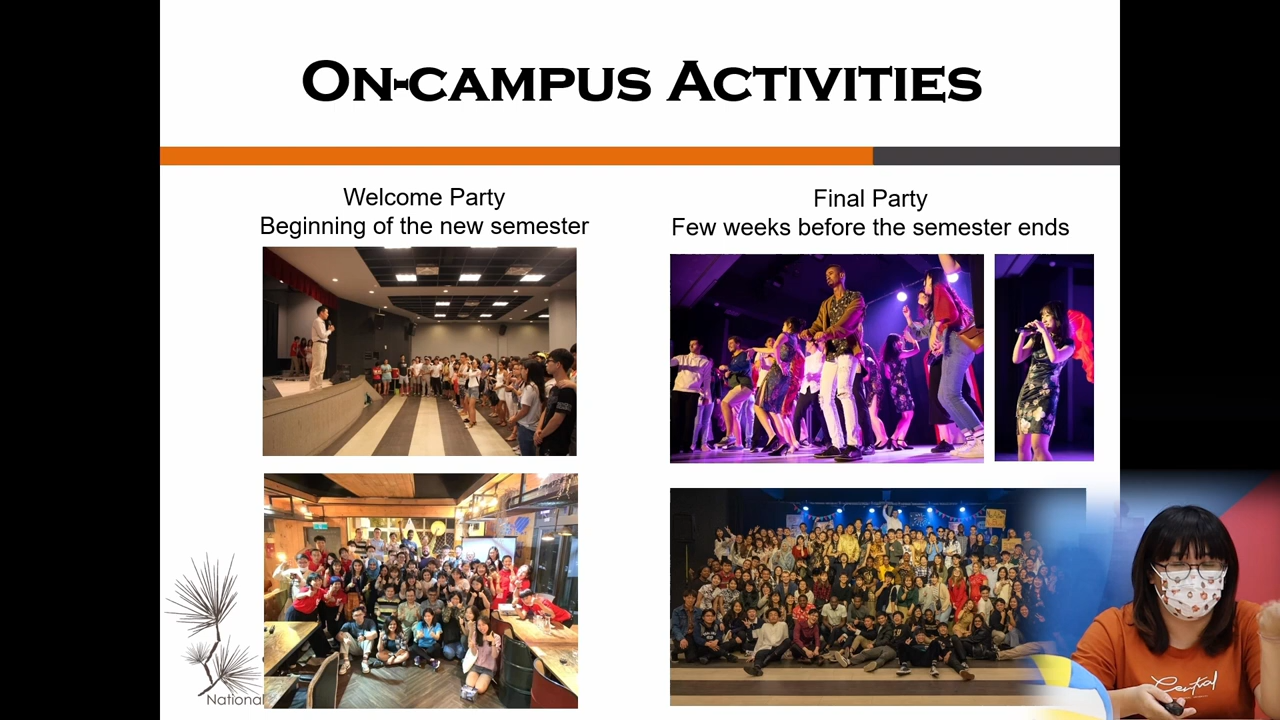 On-campus Activities
Welcome Party
Beginning of the new semester
Final Party
Few weeks before the semester ends
National
Central